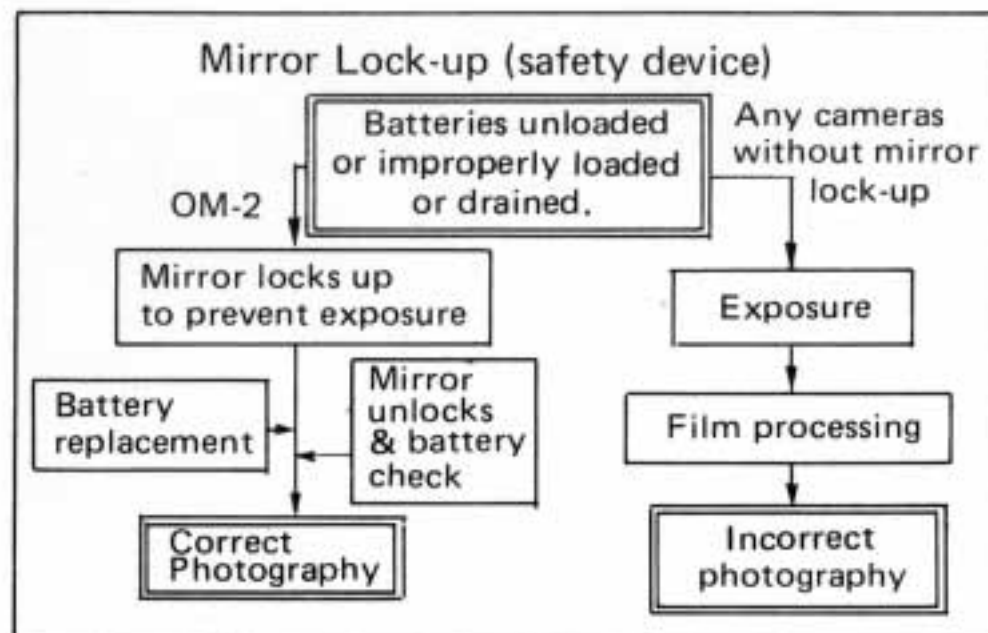 Mirror Lock-up (safety device)
Batteries unloaded
or improperly loaded
or drained.
Any cameras
without mirror
lock-up
OM-2
Mirror locks up
to prevent exposure
Exposure
Battery
replacement
Mirror
unlocks
& battery
check
Film processing
Correct
Photography
Incorrect
photography